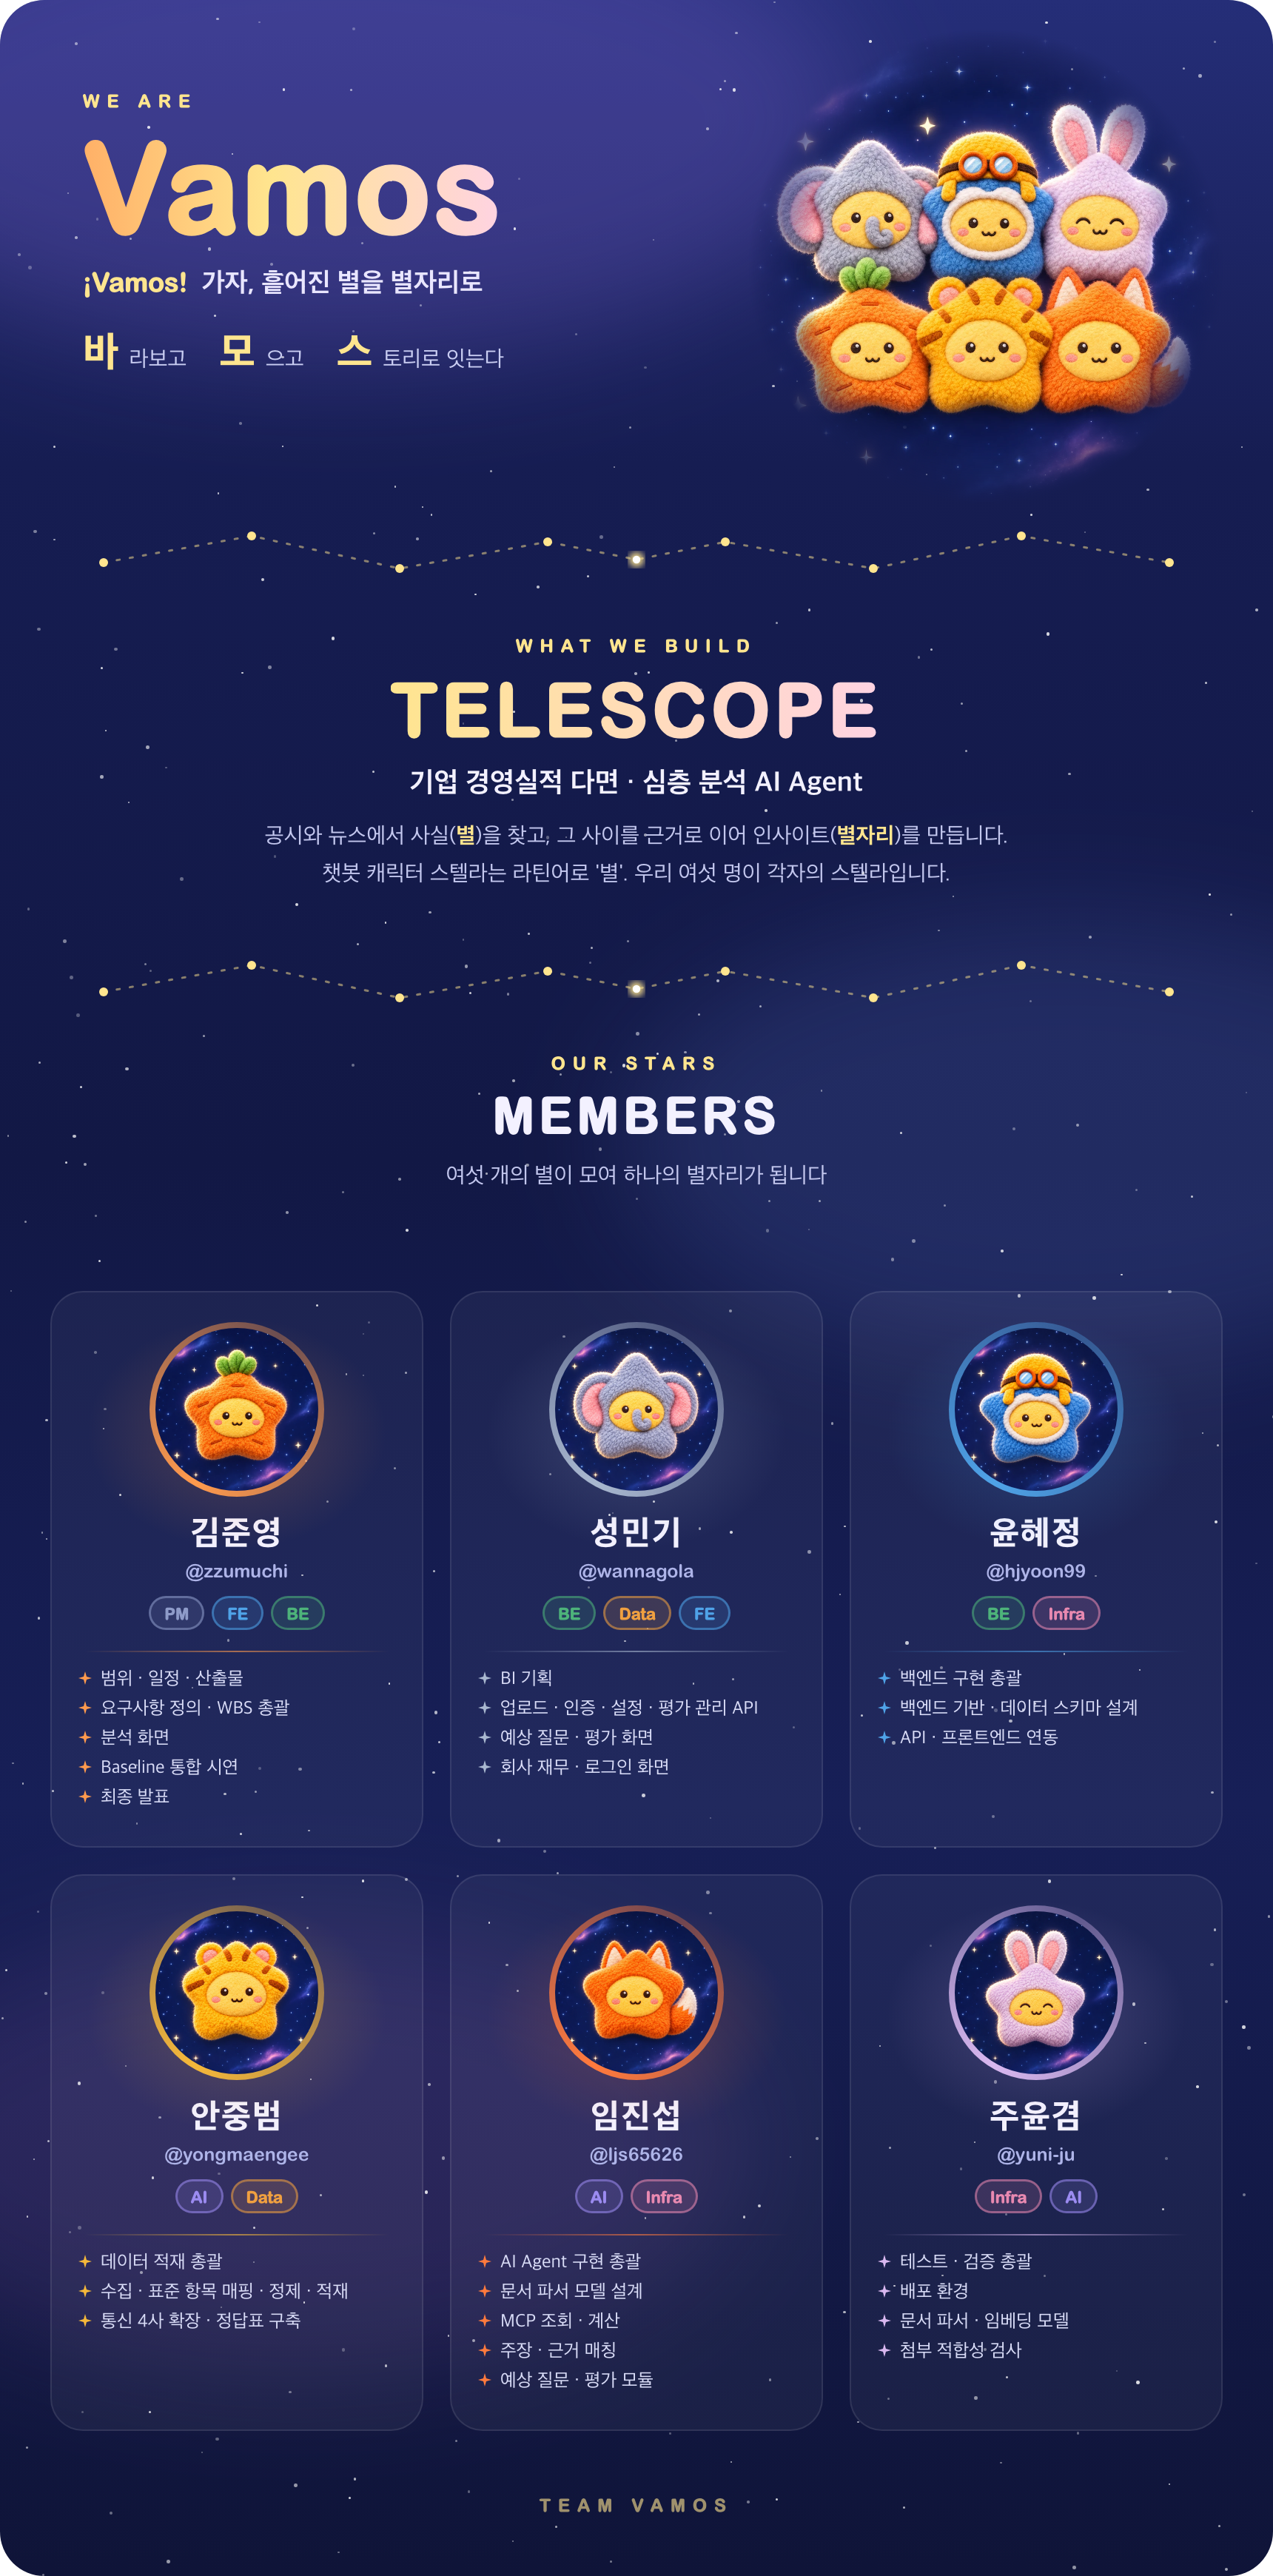 WE ARE
Vamos
¡Vamos! 가자, 흩어진 별을 별자리로
바 라보고 모 으고 스 토리로 잇는다
WHAT WE BUILD
TELESCOPE
기업 경영실적 다면 · 심층 분석 AI Agent
공시와 뉴스에서 사실(별)을 찾고, 그 사이를 근거로 이어 인사이트(별자리)를 만듭니다.
챗봇 캐릭터 스텔라는 라틴어로 '별'. 우리 여섯 명이 각자의 스텔라입니다.
OUR STARS
MEMBERS
여섯 개의 별이 모여 하나의 별자리가 됩니다
김준영
@zzumuchi
PM FE BE
범위 · 일정 · 산출물
요구사항 정의 · WBS 총괄
분석 화면
Baseline 통합 시연
최종 발표
성민기
@wannagola
BE Data FE
BI 기획
업로드 · 인증 · 설정 · 평가 관리 API
예상 질문 · 평가 화면
회사 재무 · 로그인 화면
윤혜정
@hjyoon99
BE Infra
백엔드 구현 총괄
백엔드 기반 · 데이터 스키마 설계
API · 프론트엔드 연동
안중범
@yongmaengee
AI Data
데이터 적재 총괄
수집 · 표준 항목 매핑 · 정제 · 적재
통신 4사 확장 · 정답표 구축
임진섭
@ljs65626
AI Infra
AI Agent 구현 총괄
문서 파서 모델 설계
MCP 조회 · 계산
주장 · 근거 매칭
예상 질문 · 평가 모듈
주윤겸
@yuni-ju
Infra AI
테스트 · 검증 총괄
배포 환경
문서 파서 · 임베딩 모델
첨부 적합성 검사
TEAM VAMOS